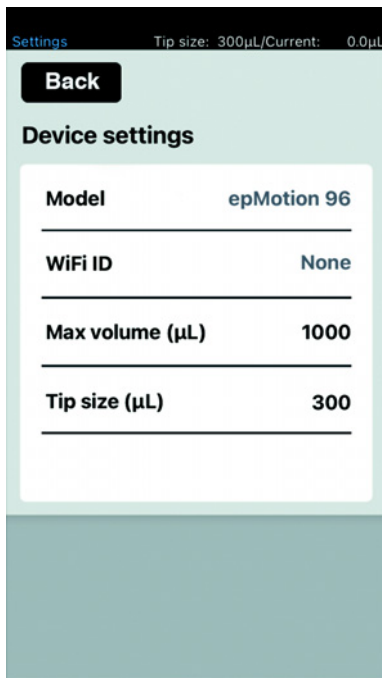 Settings Tip size: 300µL/Current: 0.0µL
Back
Device settings
Model epMotion 96
WiFi ID None
Max volume (µL) 1000
Tip size (µL) 300